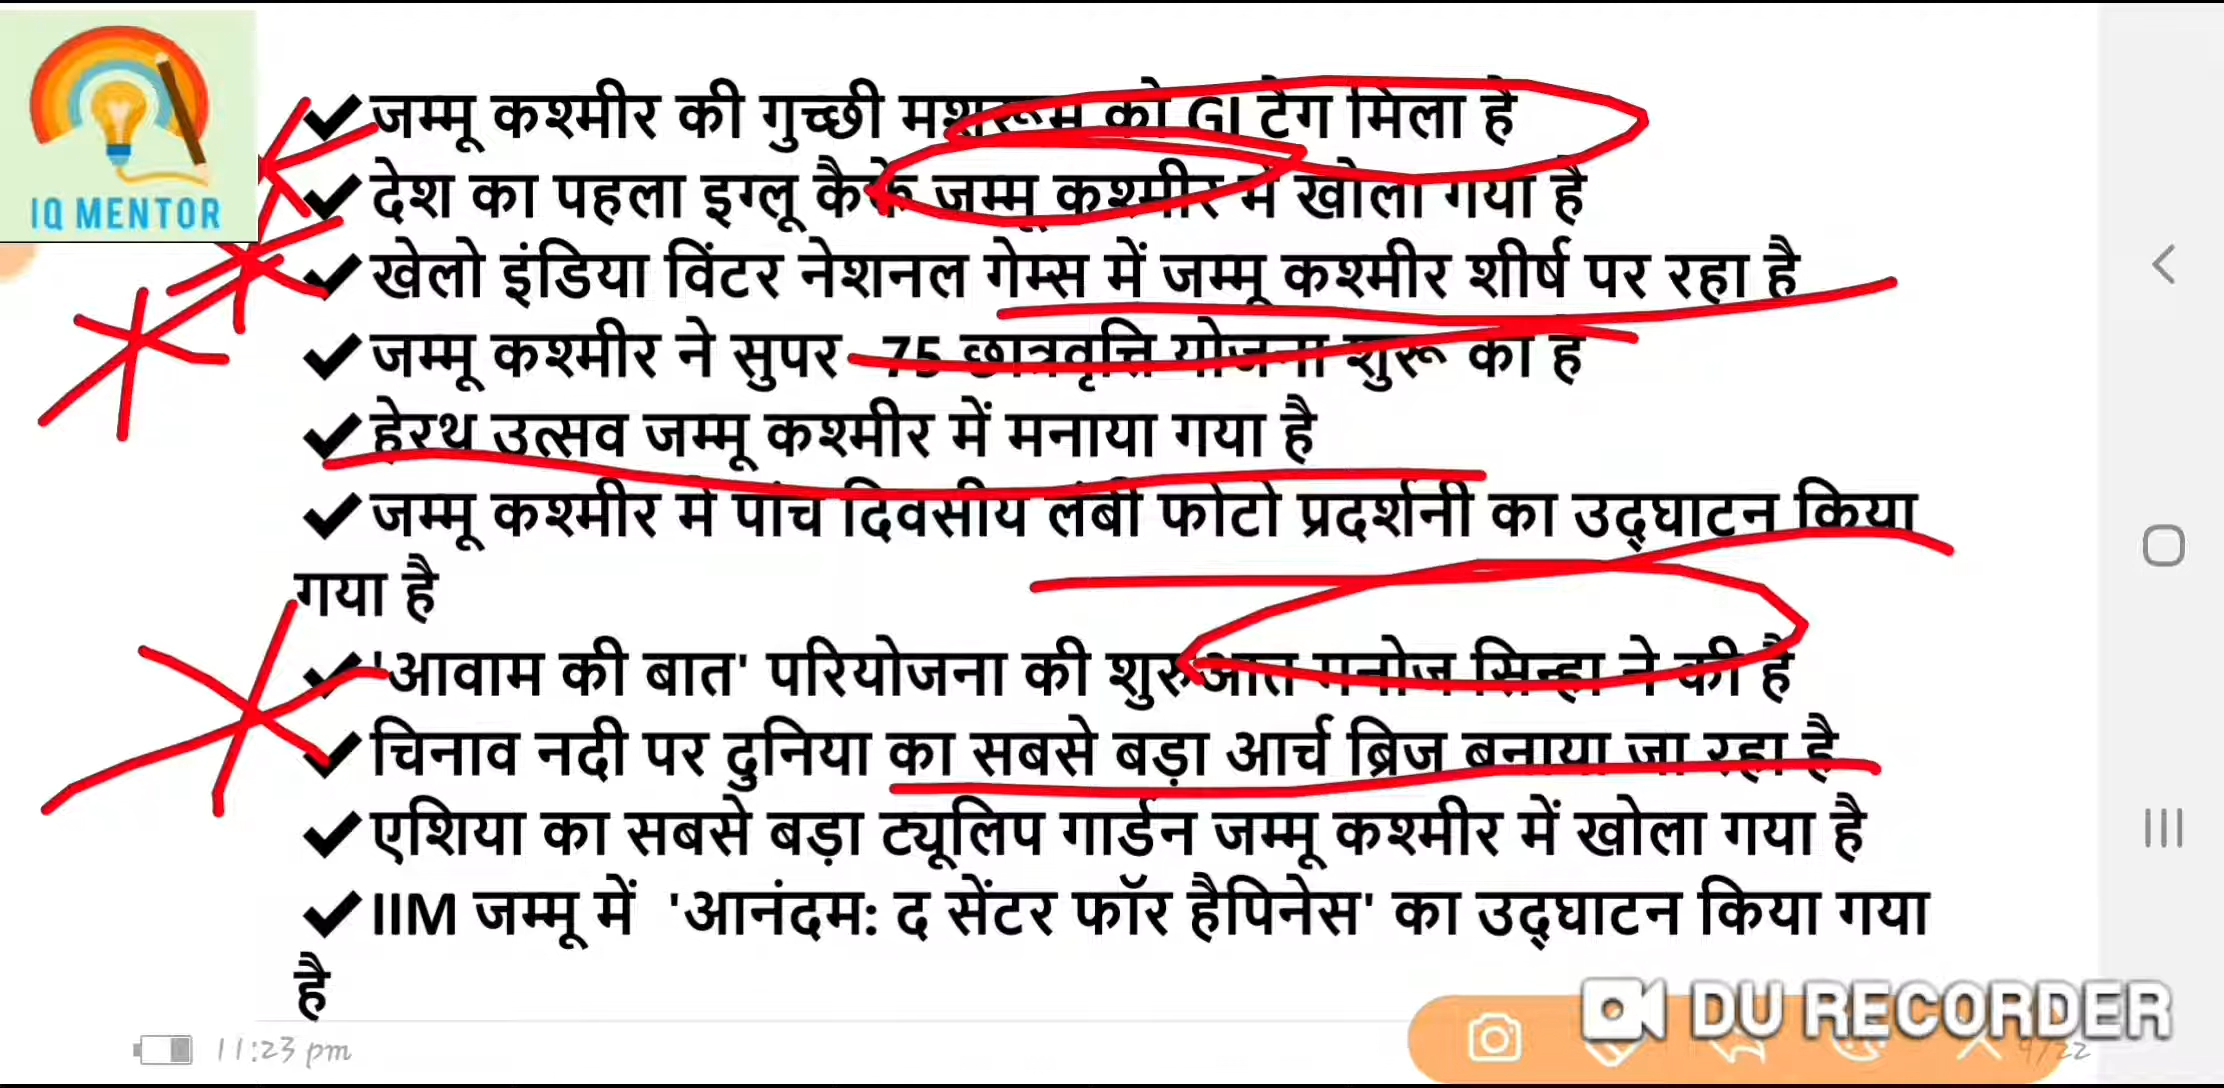 IQ MENTOR
✔जम्मू कश्मीर की गुच्छी मशरूम को GI टैग मिला है
✔देश का पहला इग्लू कैफे जम्मू कश्मीर में खोला गया है
✔खेलो इंडिया विंटर नेशनल गेम्स में जम्मू कश्मीर शीर्ष पर रहा है
✔जम्मू कश्मीर ने सुपर -75 छात्रवृत्ति योजना शुरू की है
✔हेरथ उत्सव जम्मू कश्मीर में मनाया गया है
✔जम्मू कश्मीर में पांच दिवसीय लंबी फोटो प्रदर्शनी का उद्घाटन किया
गया है
✔'आवाम की बात' परियोजना की शुरुआत मनोज सिन्हा ने की है
✔चिनाव नदी पर दुनिया का सबसे बड़ा आर्च ब्रिज बनाया जा रहा है
✔एशिया का सबसे बड़ा ट्यूलिप गार्डन जम्मू कश्मीर में खोला गया है
✔IIM जम्मू में 'आनंदम: द सेंटर फॉर हैपिनेस' का उद्घाटन किया गया
है
DU RECORDER
11:23 pm
9/22